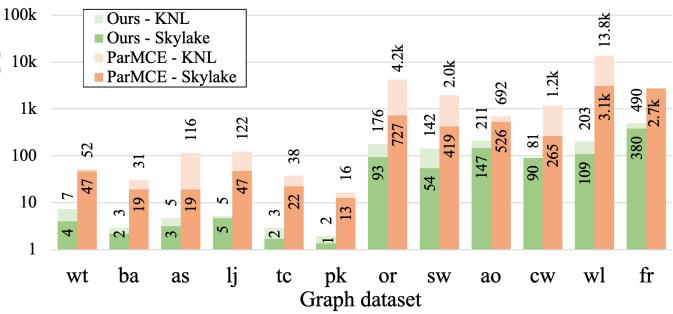 100k
10k
1k
100
10
1
Ours - KNL
Ours - Skylake
ParMCE - KNL
ParMCE - Skylake
7
4
52
47
3
2
31
19
5
3
116
19
5
5
122
47
3
2
38
22
2
1
16
13
176
93
4.2k
727
142
54
2.0k
419
211
147
692
526
81
90
1.2k
265
203
109
13.8k
3.1k
490
380
2.7k
wt ba as lj tc pk or sw ao cw wl fr
Graph dataset